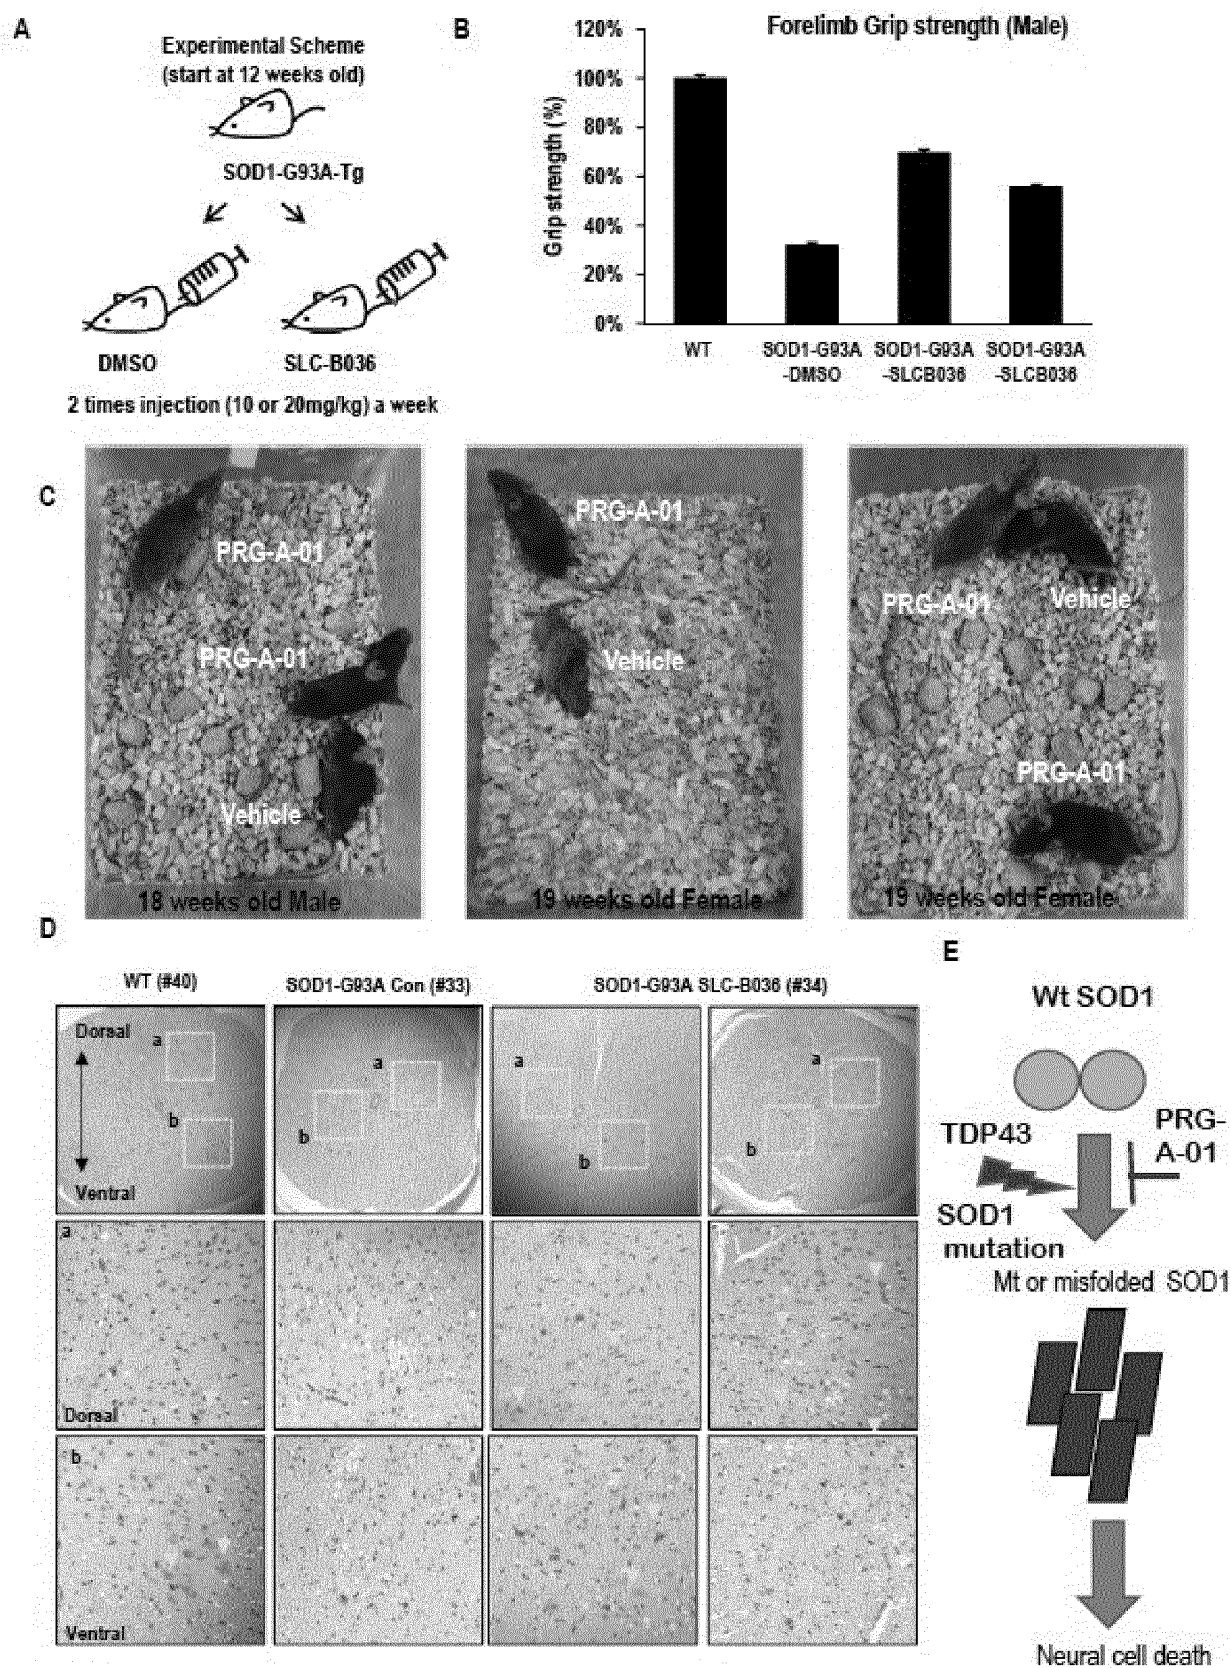 A
Experimental Scheme
(start at 12 weeks old)
SOD1-G93A-Tg
DMSO
SLC-B036
2 times injection (10 or 20mg/kg) a week
B
Forelimb Grip strength (Male)
Grip strength (%)
120%
100%
80%
60%
40%
20%
0%
WT
SOD1-G93A
-DMSO
SOD1-G93A
-SLCB036
SOD1-G93A
-SLCB036
C
PRG-A-01
PRG-A-01
Vehicle
18 weeks old Male
PRG-A-01
Vehicle
19 weeks old Female
PRG-A-01
Vehicle
PRG-A-01
19 weeks old Female
D
WT (#40)
SOD1-G93A Con (#33)
SOD1-G93A SLC-B036 (#34)
Dorsal
a
b
Ventral
a
b
a
b
a
b
a
Dorsal
b
Ventral
E
Wt SOD1
TDP43
PRG-
A-01
SOD1
mutation
Mt or misfolded SOD1
Neural cell death